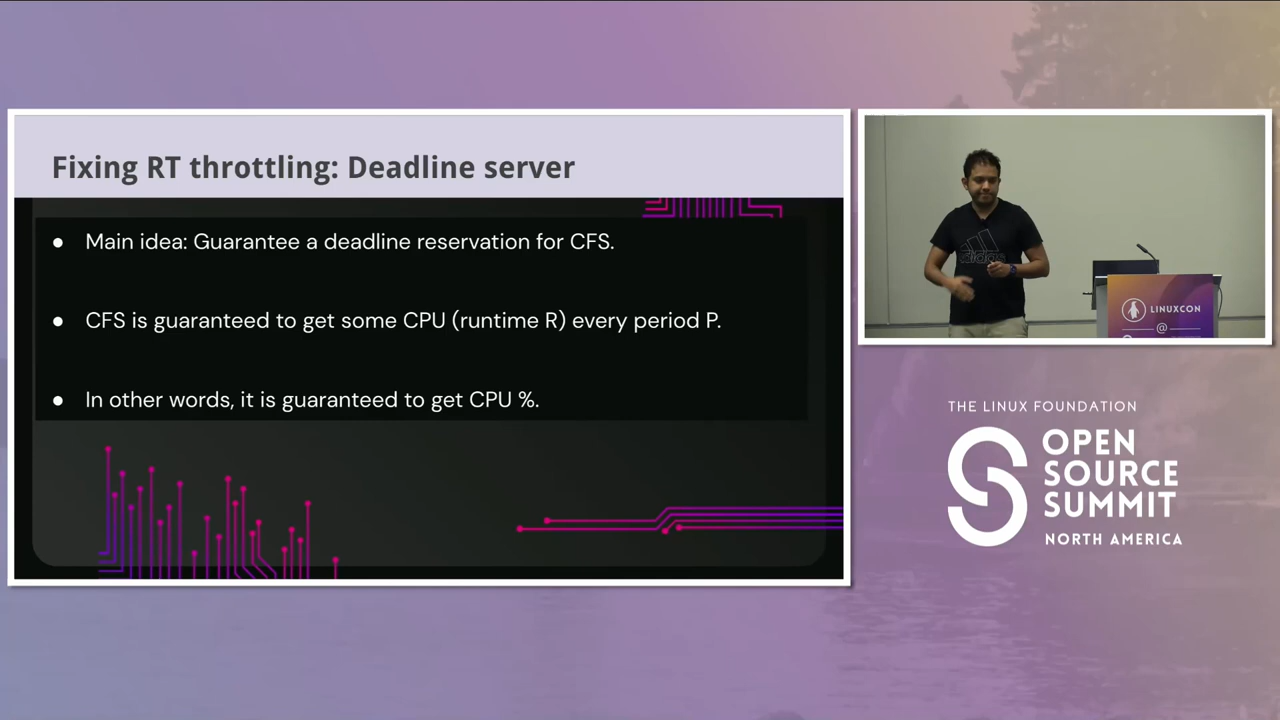 Fixing RT throttling: Deadline server
● Main idea: Guarantee a deadline reservation for CFS.
● CFS is guaranteed to get some CPU (runtime R) every period P.
● In other words, it is guaranteed to get CPU %.
adidas
LINUXCON
@
THE LINUX FOUNDATION
OPEN
SOURCE
SUMMIT
NORTH AMERICA